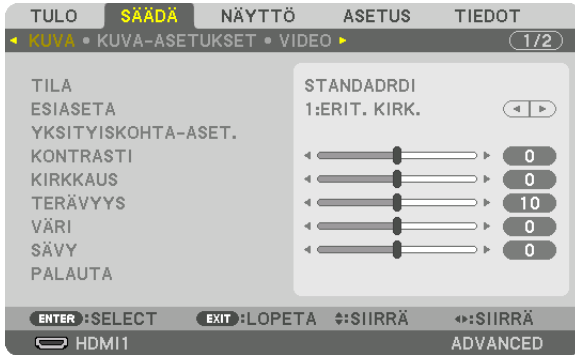 TULO SÄÄDÄ NÄYTTÖ ASETUS TIEDOT
KUVA • KUVA-ASETUKSET • VIDEO 1/2
TILA STANDADRDI
ESIASETA 1:ERIT. KIRK.
YKSITYISKOHTA-ASET.
KONTRASTI 0
KIRKKAUS 0
TERÄVYYS 10
VÄRI 0
SÄVY 0
PALAUTA
ENTER:SELECT EXIT:LOPETA :SIIRRÄ :SIIRRÄ
HDMI1 ADVANCED